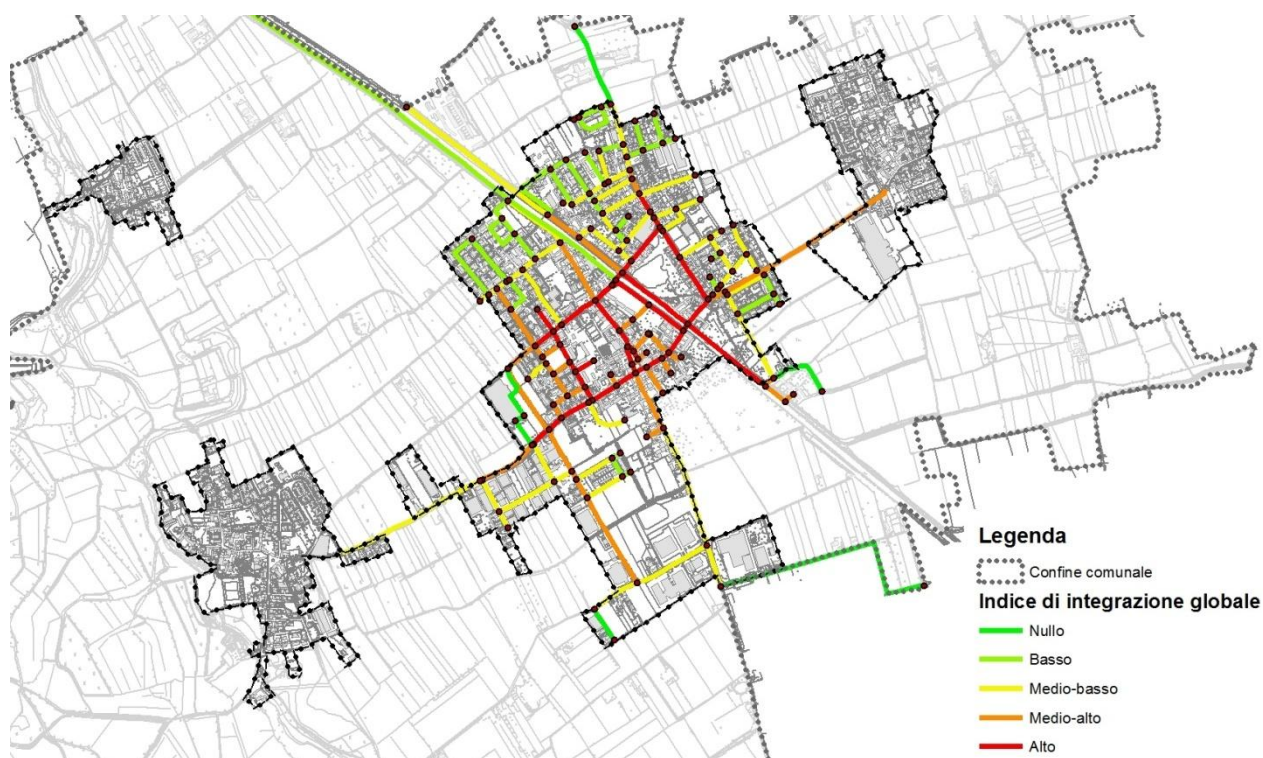 Legenda
Confine comunale
Indice di integrazione globale
Nullo
Basso
Medio-basso
Medio-alto
Alto